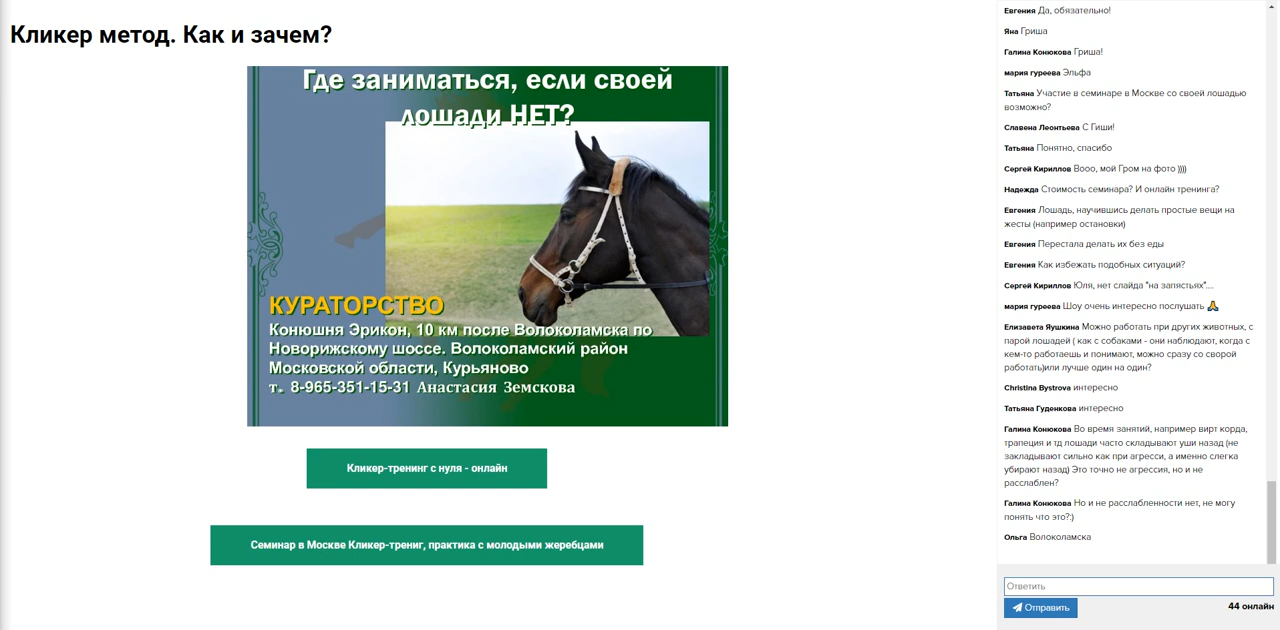 Кликер метод. Как и зачем?
Где заниматься, если своей
лошади НЕТ?
КУРАТОРСТВО
Конюшня Эрикон, 10 км после Волоколамска по
Новорижскому шоссе. Волоколамский район
Московской области, Курьяново
т. 8-965-351-15-31 Анастасия Земскова
Кликер-тренинг с нуля - онлайн
Семинар в Москве Кликер-трениг, практика с молодыми жеребцами
Евгения Да, обязательно!
Яна Гриша
Галина Конюкова Гриша!
мария гуреева Эльфа
Татьяна Участие в семинаре в Москве со своей лошадью
возможно?
Славена Леонтьева С Гиши!
Татьяна Понятно, спасибо
Сергей Кириллов Вооо, мой Гром на фото ))))
Надежда Стоимость семинара? И онлайн тренинга?
Евгения Лошадь, научившись делать простые вещи на
жесты (например остановки)
Евгения Перестала делать их без еды
Евгения Как избежать подобных ситуаций?
Сергей Кириллов Юля, нет слайда "на запястьях"....
мария гуреева Шоу очень интересно послушать 🙏
Елизавета Яушкина Можно работать при других животных, с
парой лошадей ( как с собаками - они наблюдают, когда с
кем-то работаешь и понимают, можно сразу со сворой
работать)или лучше один на один?
Christina Bystrova интересно
Татьяна Гуденкова интересно
Галина Конюкова Во время занятий, например вирт корда,
трапеция и тд лошади часто складывают уши назад (не
закладывают сильно как при агресси, а именно слегка
убирают назад) Это точно не агрессия, но и не
расслаблен?
Галина Конюкова Но и не расслабленности нет, не могу
понять что это?:)
Ольга Волоколамска
Ответить
Отправить
44 онлайн